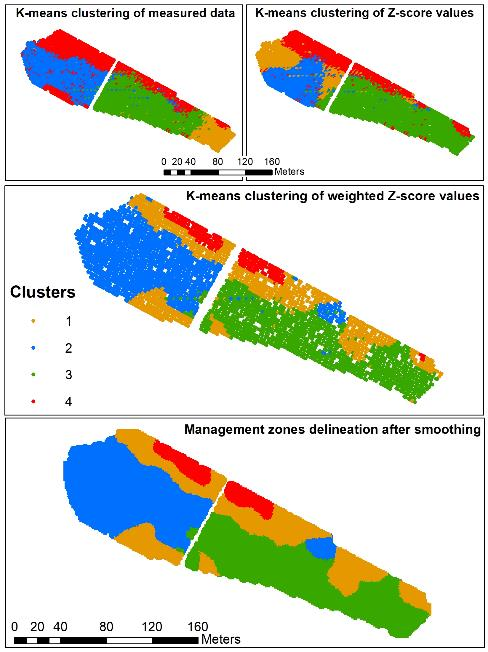 K-means clustering of measured data
K-means clustering of Z-score values
0 20 40 80 120 160
Meters
K-means clustering of weighted Z-score values
Clusters
1
2
3
4
Management zones delineation after smoothing
0 20 40 80 120 160
Meters